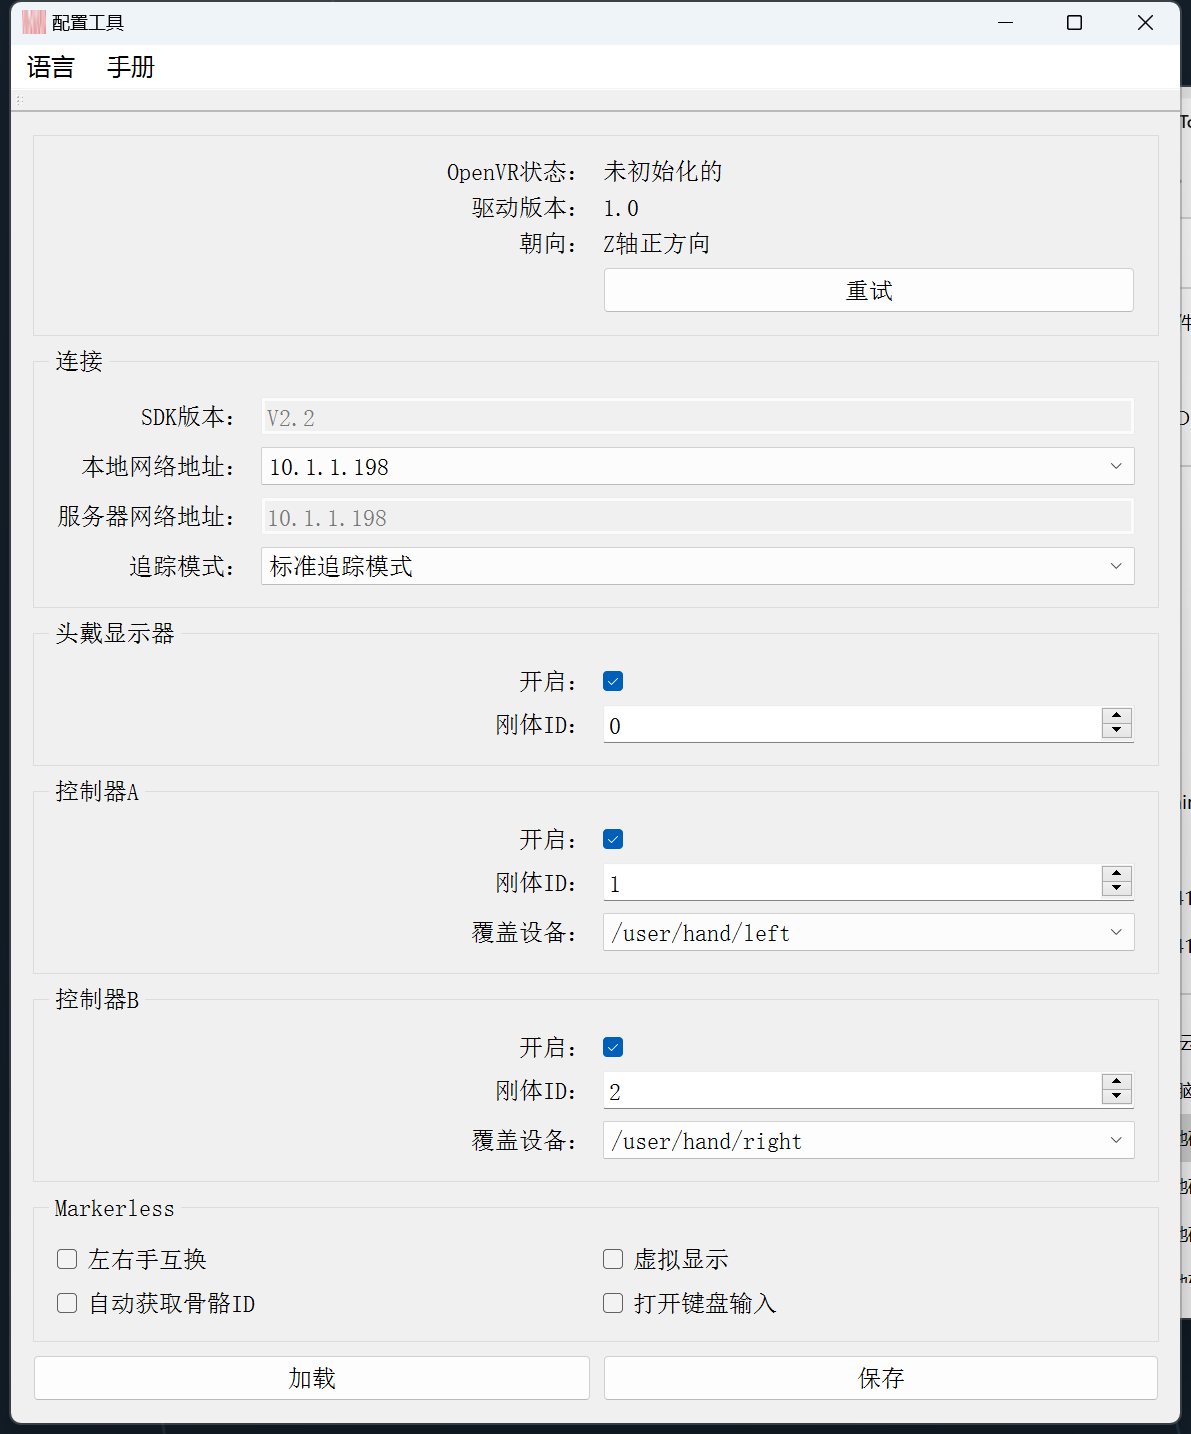 配置工具
语言 手册
OpenVR状态： 未初始化的
驱动版本： 1.0
朝向： Z轴正方向
重试
连接
SDK版本： V2.2
本地网络地址： 10.1.1.198
服务器网络地址： 10.1.1.198
追踪模式： 标准追踪模式
头戴显示器
开启：
刚体ID： 0
控制器A
开启：
刚体ID： 1
覆盖设备： /user/hand/left
控制器B
开启：
刚体ID： 2
覆盖设备： /user/hand/right
Markerless
左右手互换 虚拟显示
自动获取骨骼ID 打开键盘输入
加载 保存